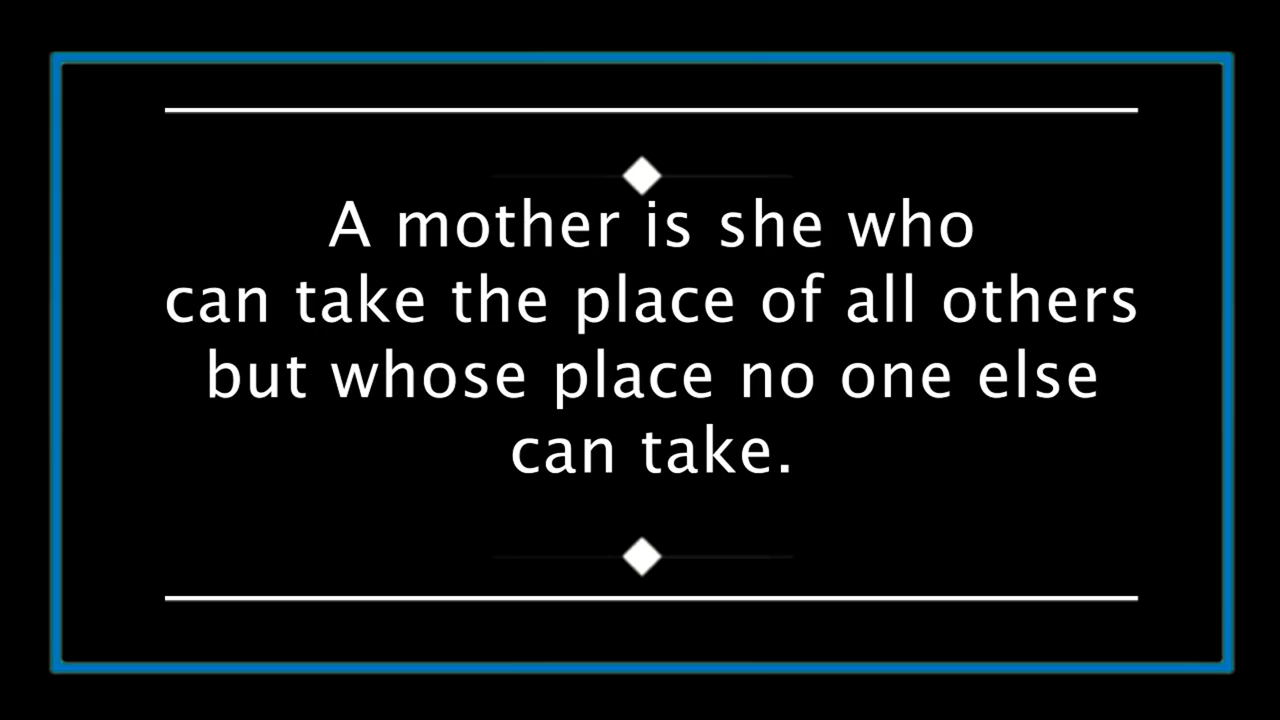 A mother is she who
can take the place of all others
but whose place no one else
can take.